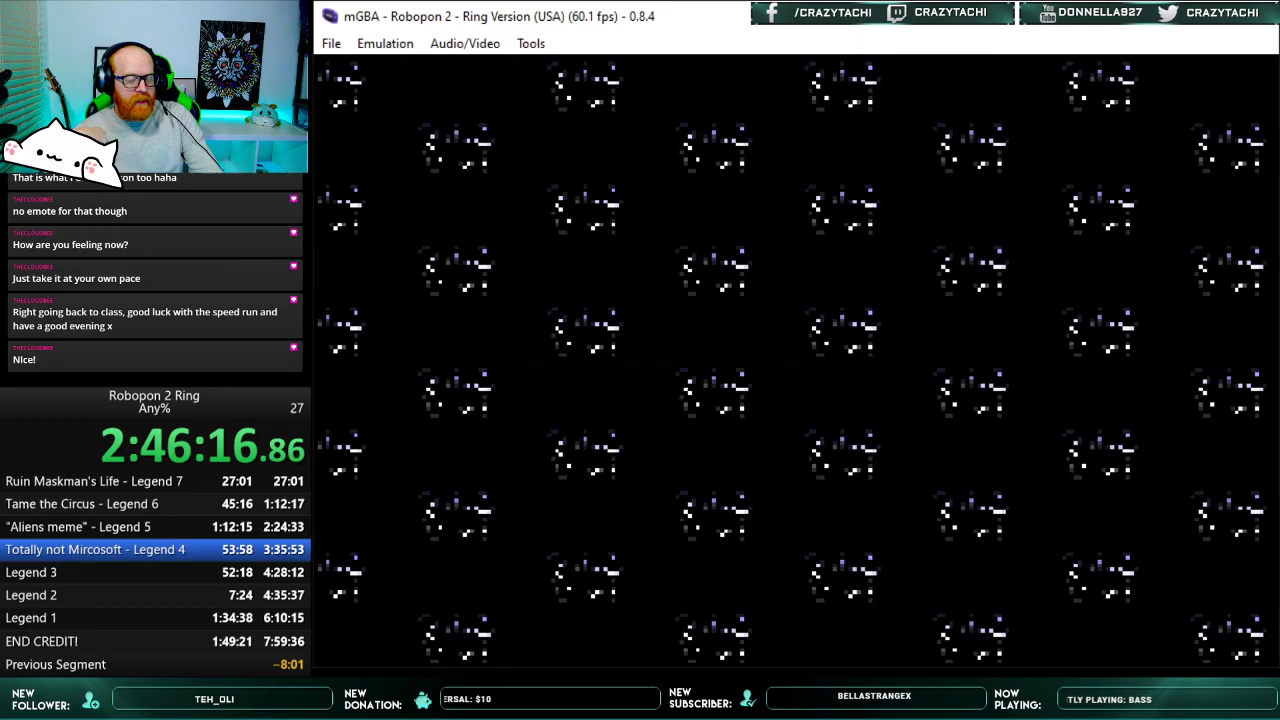 mGBA - Robopon 2 - Ring Version (USA) (60.1 fps) - 0.8.4
/CRAZYTACHI
CRAZYTACHI
You Tube
DONNELLAB27
CRAZYTACHI
File Emulation Audio/Video Tools
That is what I' on too haha
THECLOUDBEE
no emote for that though
THECLOUDBEE
How are you feeling now?
THECLOUDBEE
Just take it at your own pace
THECLOUDBEE
Right going back to class, good luck with the speed run and
have a good evening x
THECLOUDBEE
Nice!
Robopon 2 Ring
Any% 27
2:46:16.86
Ruin Maskman's Life - Legend 7 27:01 27:01
Tame the Circus - Legend 6 45:16 1:12:17
"Aliens meme" - Legend 5 1:12:15 2:24:33
Totally not Mircosoft - Legend 4 53:58 3:35:53
Legend 3 52:18 4:28:12
Legend 2 7:24 4:35:37
Legend 1 1:34:38 6:10:15
END CREDIT! 1:49:21 7:59:36
Previous Segment −8:01
NEW FOLLOWER:
TEH_OLI
NEW DONATION:
ERSAL: $10
NEW SUBSCRIBER:
BELLASTRANGEX
NOW PLAYING:
TLY PLAYING: BASS